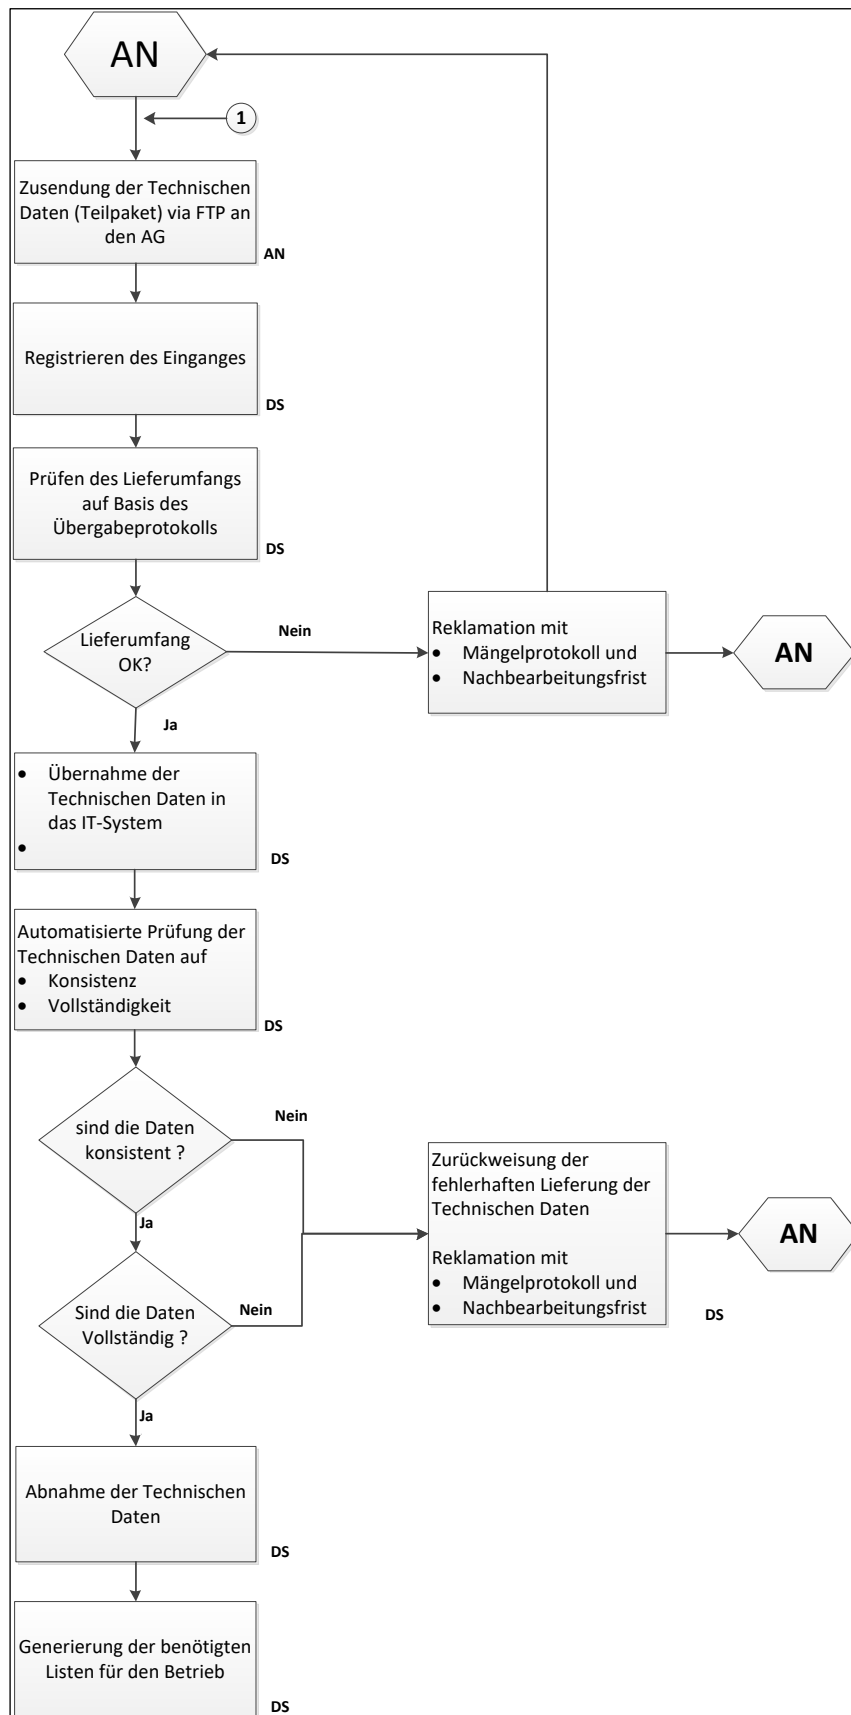 AN
1
Zusendung der Technischen
Daten (Teilpaket) via FTP an
den AG
AN
Registrieren des Einganges
DS
Prüfen des Lieferumfangs
auf Basis des
Übergabeprotokolls
DS
Lieferumfang
OK?
Nein
Reklamation mit
• Mängelprotokoll und
• Nachbearbeitungsfrist
AN
Ja
• Übernahme der
Technischen Daten in
das IT-System
•
DS
Automatisierte Prüfung der
Technischen Daten auf
• Konsistenz
• Vollständigkeit
DS
sind die Daten
konsistent ?
Nein
Ja
Zurückweisung der
fehlerhaften Lieferung der
Technischen Daten
Reklamation mit
• Mängelprotokoll und
• Nachbearbeitungsfrist
DS
AN
Sind die Daten
Vollständig ?
Nein
Ja
Abnahme der Technischen
Daten
DS
Generierung der benötigten
Listen für den Betrieb
DS